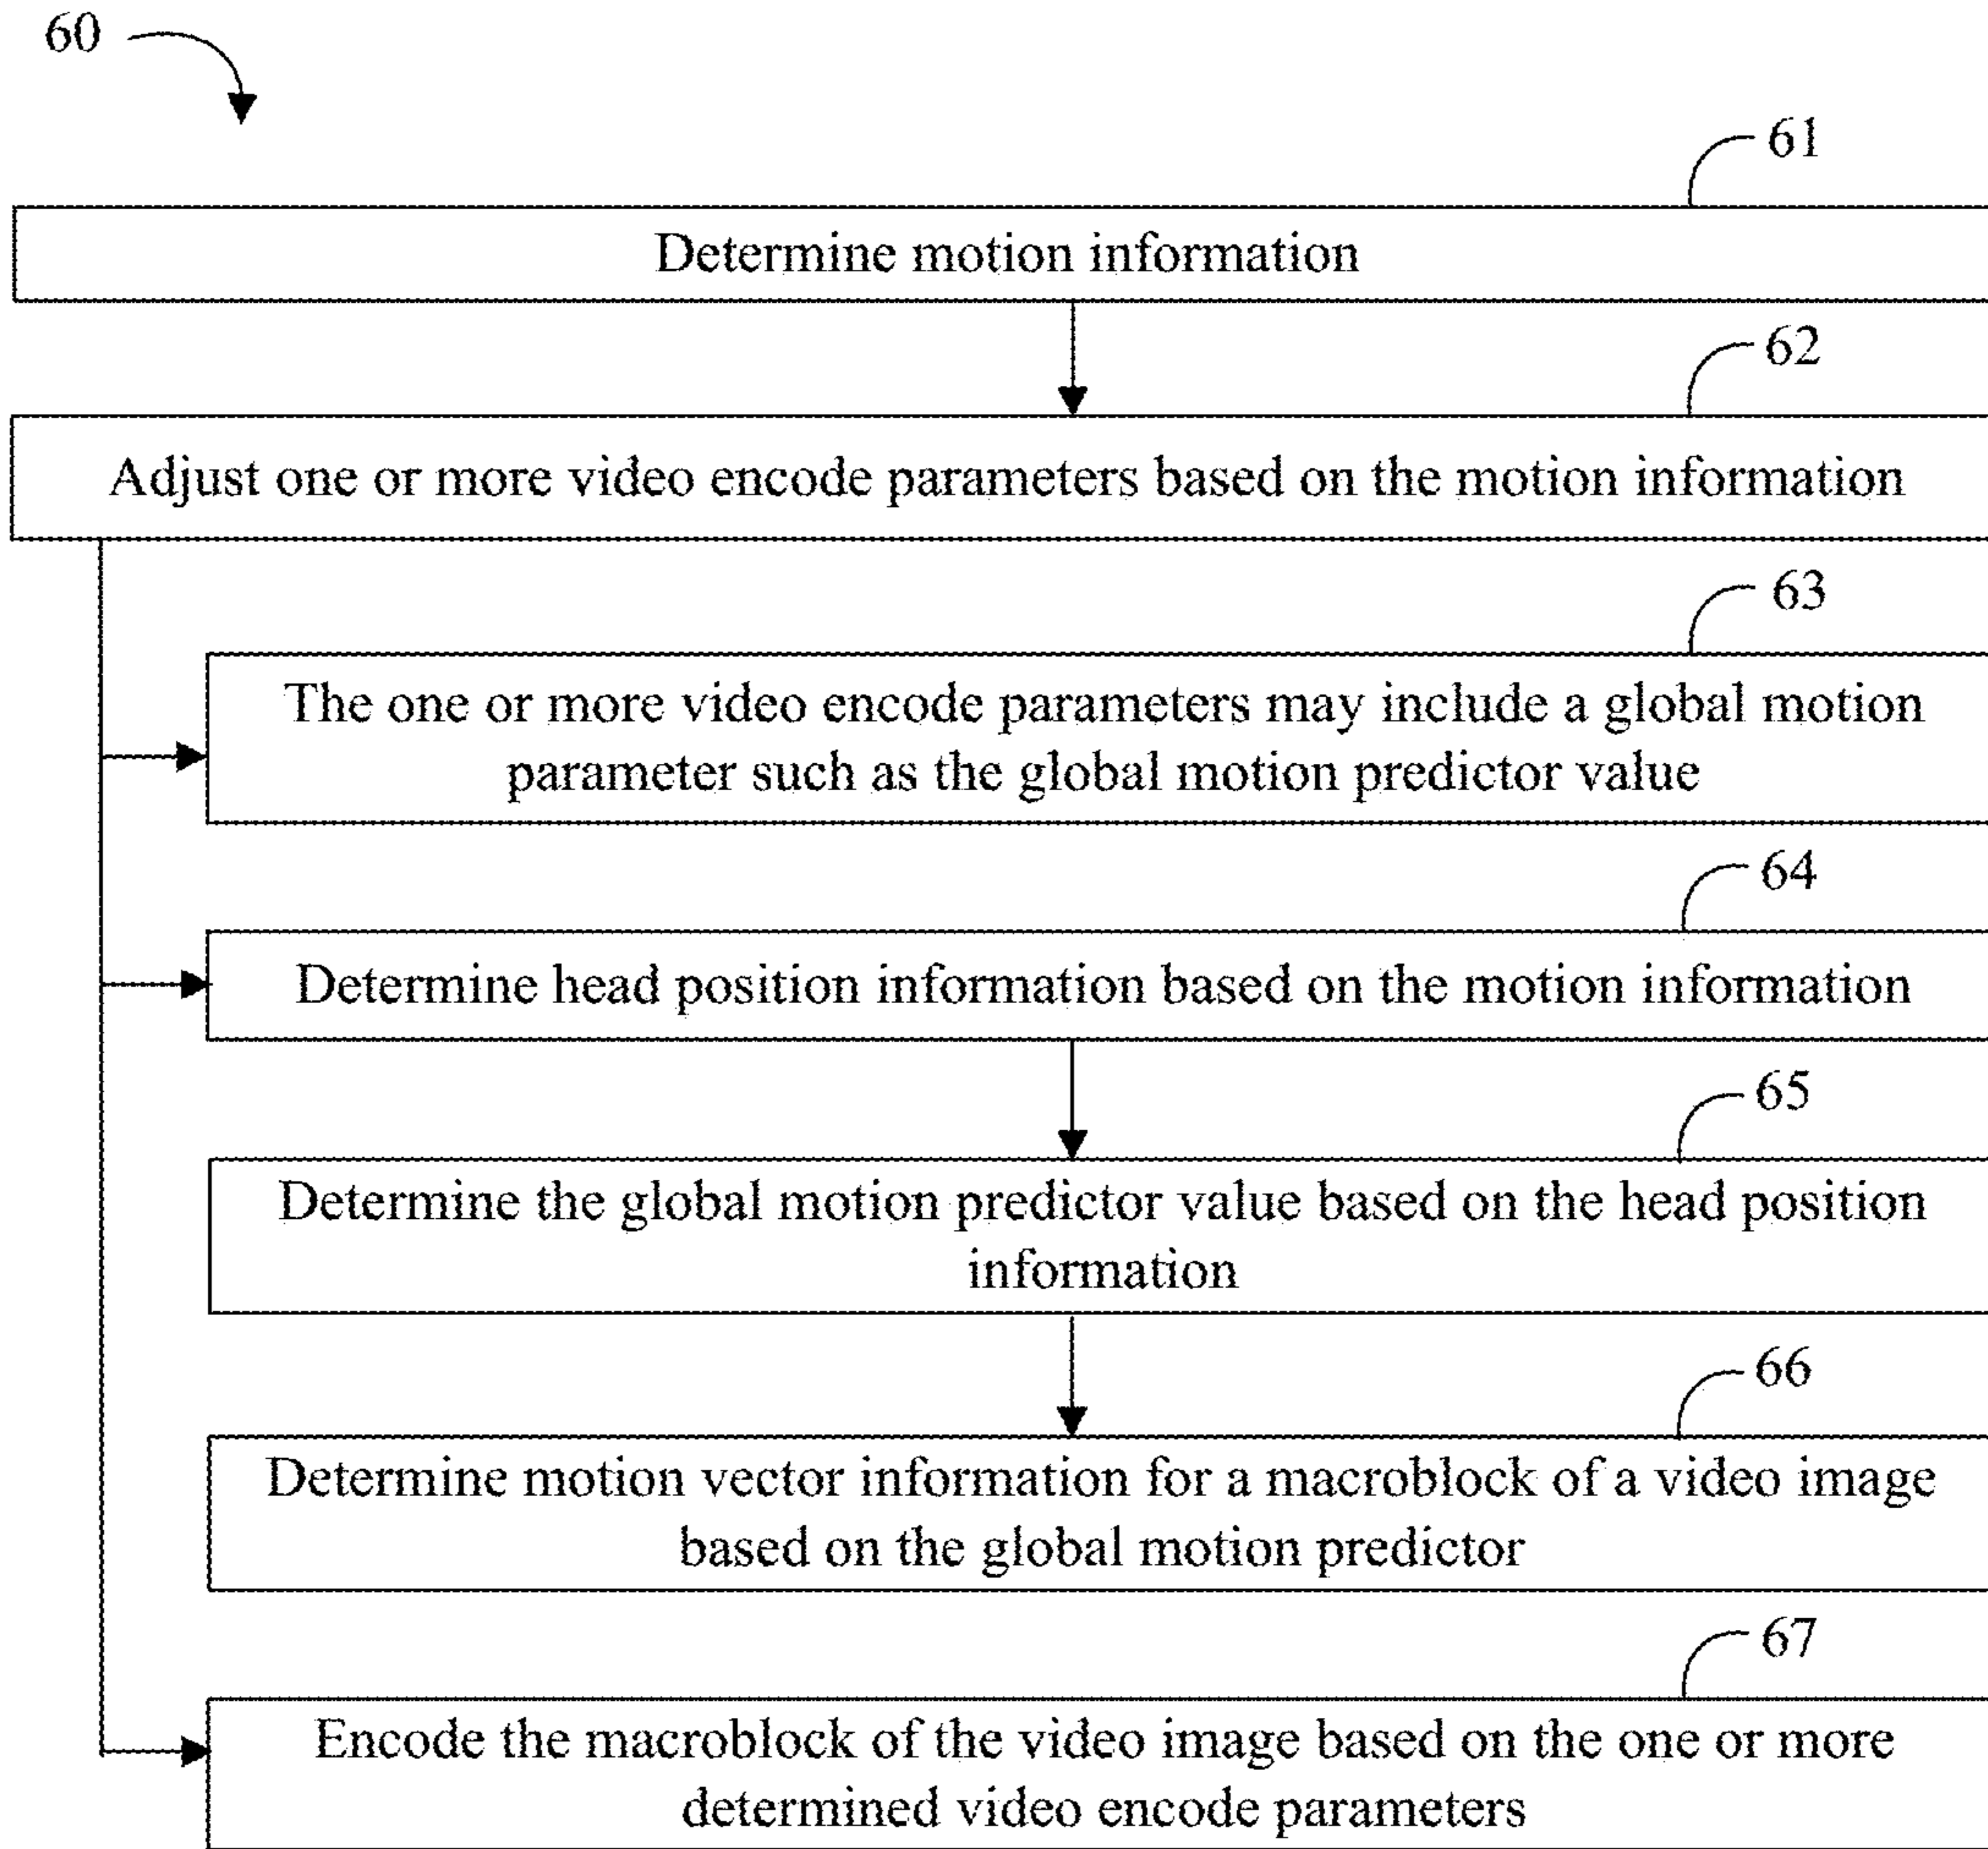 60
61
Determine motion information
62
Adjust one or more video encode parameters based on the motion information
63
The one or more video encode parameters may include a global motion
parameter such as the global motion predictor value
64
Determine head position information based on the motion information
65
Determine the global motion predictor value based on the head position
information
66
Determine motion vector information for a macroblock of a video image
based on the global motion predictor
67
Encode the macroblock of the video image based on the one or more
determined video encode parameters